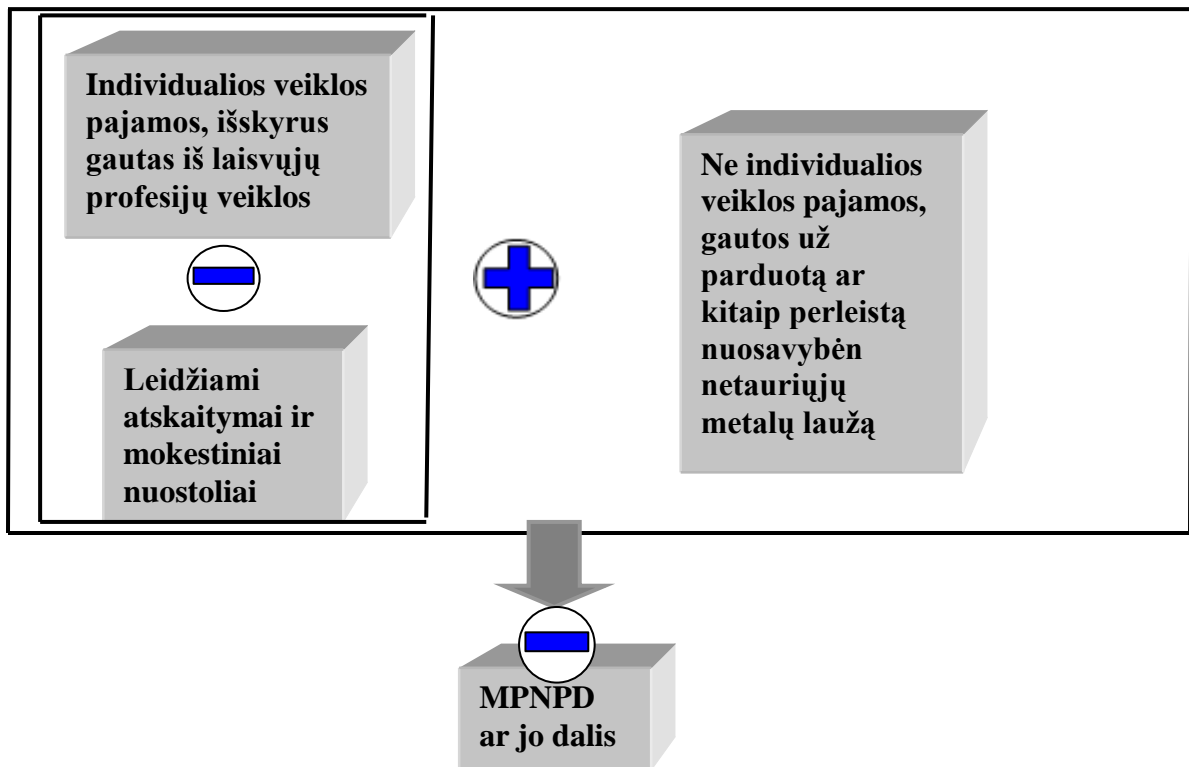 Individualios veiklos
pajamos, išskyrus
gautas iš laisvųjų
profesijų veiklos
Leidžiami
atskaitymai ir
mokestiniai
nuostoliai
Ne individualios
veiklos pajamos,
gautos už
parduotą ar
kitaip perleistą
nuosavybėn
netauriųjų
metalų laužą
MPNPD
ar jo dalis